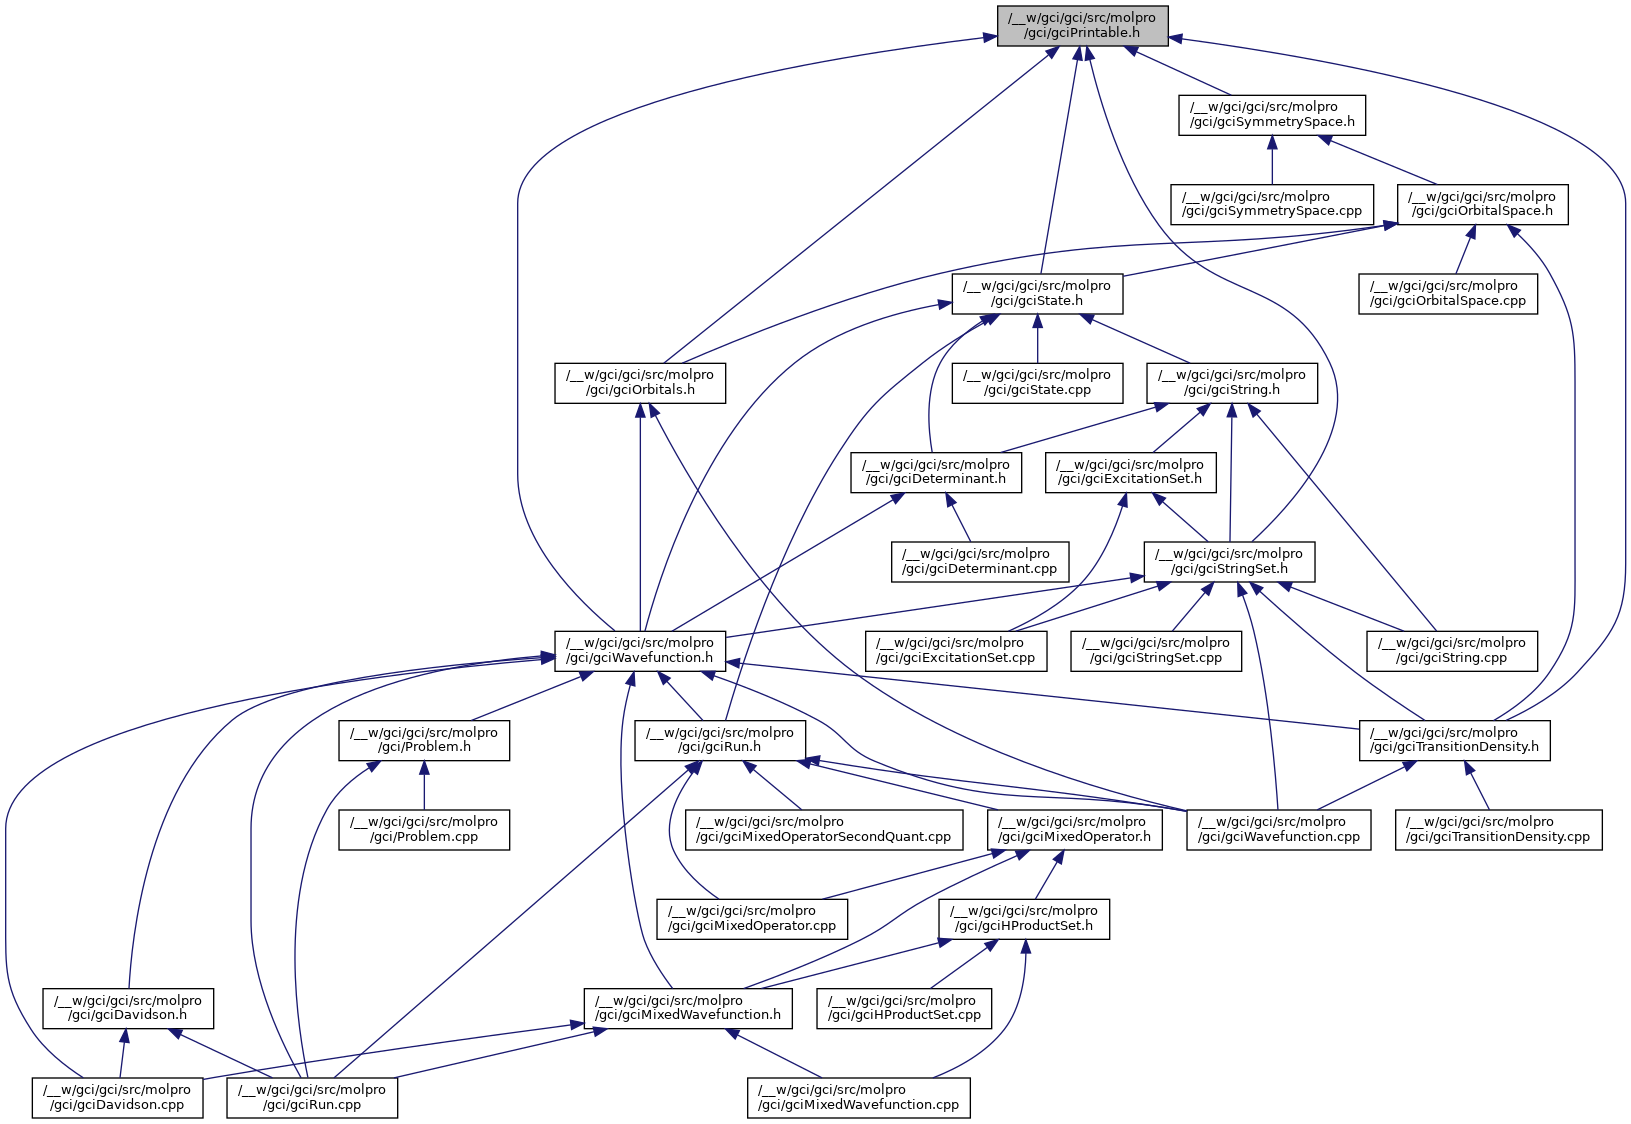 /__w/gci/gci/src/molpro
/gci/gciPrintable.h
/__w/gci/gci/src/molpro
/gci/gciSymmetrySpace.h
/__w/gci/gci/src/molpro
/gci/gciSymmetrySpace.cpp
/__w/gci/gci/src/molpro
/gci/gciOrbitalSpace.h
/__w/gci/gci/src/molpro
/gci/gciState.h
/__w/gci/gci/src/molpro
/gci/gciOrbitalSpace.cpp
/__w/gci/gci/src/molpro
/gci/gciOrbitals.h
/__w/gci/gci/src/molpro
/gci/gciState.cpp
/__w/gci/gci/src/molpro
/gci/gciString.h
/__w/gci/gci/src/molpro
/gci/gciDeterminant.h
/__w/gci/gci/src/molpro
/gci/gciExcitationSet.h
/__w/gci/gci/src/molpro
/gci/gciDeterminant.cpp
/__w/gci/gci/src/molpro
/gci/gciStringSet.h
/__w/gci/gci/src/molpro
/gci/gciWavefunction.h
/__w/gci/gci/src/molpro
/gci/gciExcitationSet.cpp
/__w/gci/gci/src/molpro
/gci/gciStringSet.cpp
/__w/gci/gci/src/molpro
/gci/gciString.cpp
/__w/gci/gci/src/molpro
/gci/Problem.h
/__w/gci/gci/src/molpro
/gci/gciRun.h
/__w/gci/gci/src/molpro
/gci/gciTransitionDensity.h
/__w/gci/gci/src/molpro
/gci/Problem.cpp
/__w/gci/gci/src/molpro
/gci/gciMixedOperatorSecondQuant.cpp
/__w/gci/gci/src/molpro
/gci/gciMixedOperator.h
/__w/gci/gci/src/molpro
/gci/gciWavefunction.cpp
/__w/gci/gci/src/molpro
/gci/gciTransitionDensity.cpp
/__w/gci/gci/src/molpro
/gci/gciMixedOperator.cpp
/__w/gci/gci/src/molpro
/gci/gciHProductSet.h
/__w/gci/gci/src/molpro
/gci/gciDavidson.h
/__w/gci/gci/src/molpro
/gci/gciMixedWavefunction.h
/__w/gci/gci/src/molpro
/gci/gciHProductSet.cpp
/__w/gci/gci/src/molpro
/gci/gciDavidson.cpp
/__w/gci/gci/src/molpro
/gci/gciRun.cpp
/__w/gci/gci/src/molpro
/gci/gciMixedWavefunction.cpp